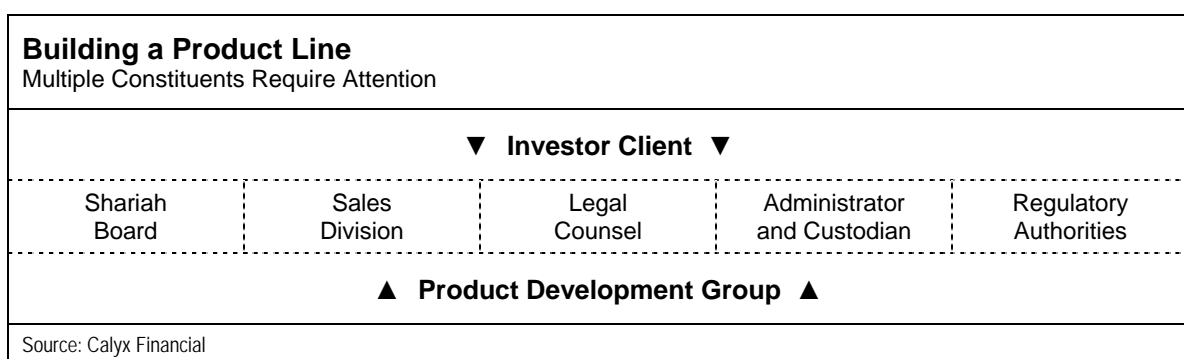 Building a Product Line
Multiple Constituents Require Attention
▼ Investor Client ▼
Shariah
Board
Sales
Division
Legal
Counsel
Administrator
and Custodian
Regulatory
Authorities
▲ Product Development Group ▲
Source: Calyx Financial